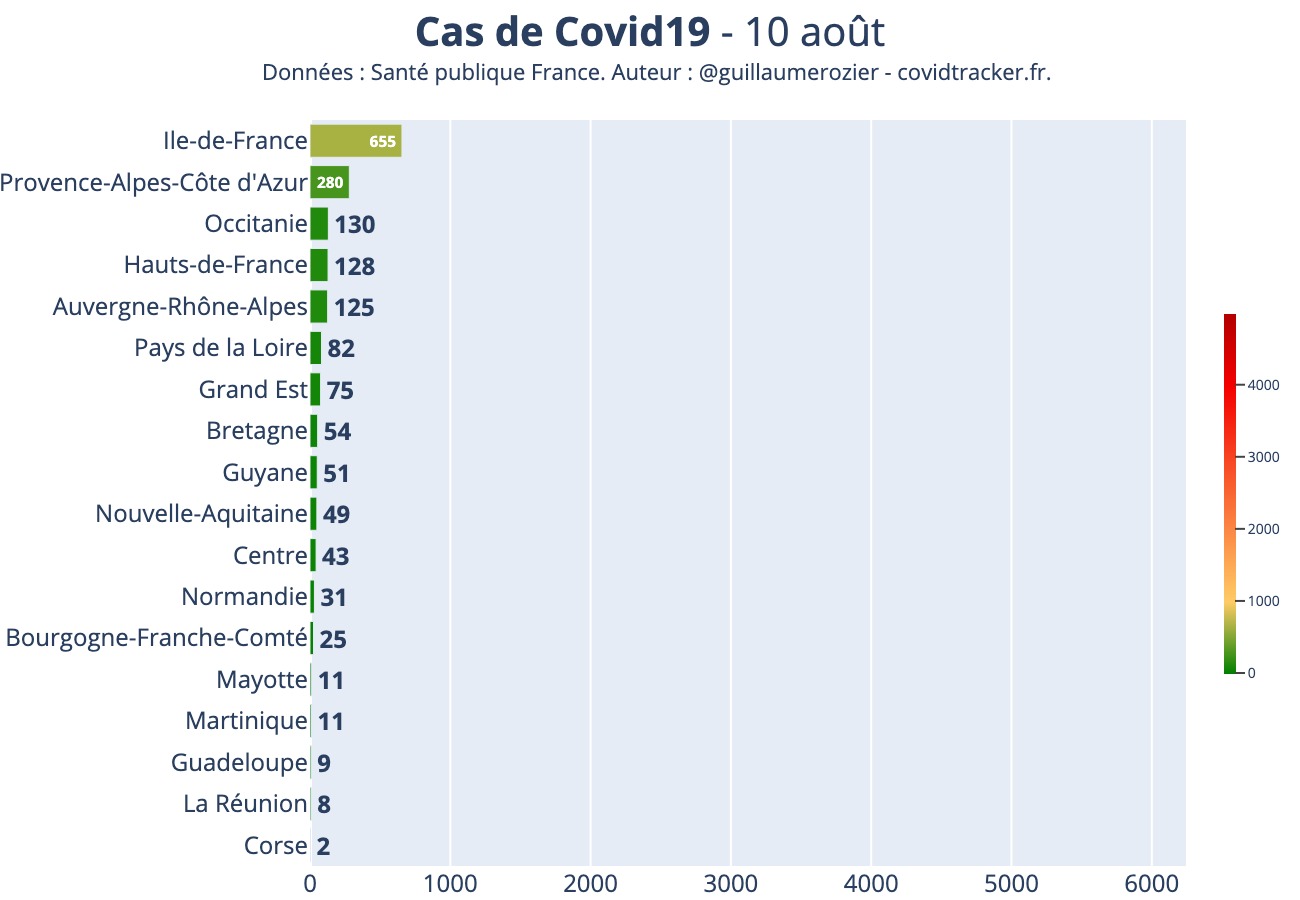 Cas de Covid19 - 10 août
Données : Santé publique France. Auteur : @guillaumerozier - covidtracker.fr.
Ile-de-France 655
Provence-Alpes-Côte d'Azur 280
Occitanie 130
Hauts-de-France 128
Auvergne-Rhône-Alpes 125
Pays de la Loire 82
Grand Est 75
Bretagne 54
Guyane 51
Nouvelle-Aquitaine 49
Centre 43
Normandie 31
Bourgogne-Franche-Comté 25
Mayotte 11
Martinique 11
Guadeloupe 9
La Réunion 8
Corse 2
0 1000 2000 3000 4000 5000 6000
4000
3000
2000
1000
0